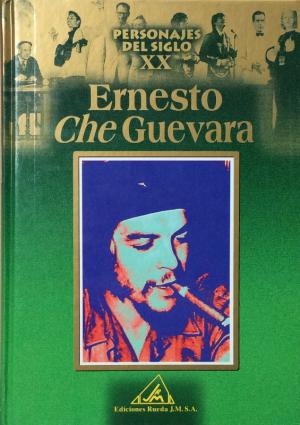 PERSONAJES
DEL SIGLO
XX
Ernesto
Che Guevara
Ediciones Rueda J.M. S.A.